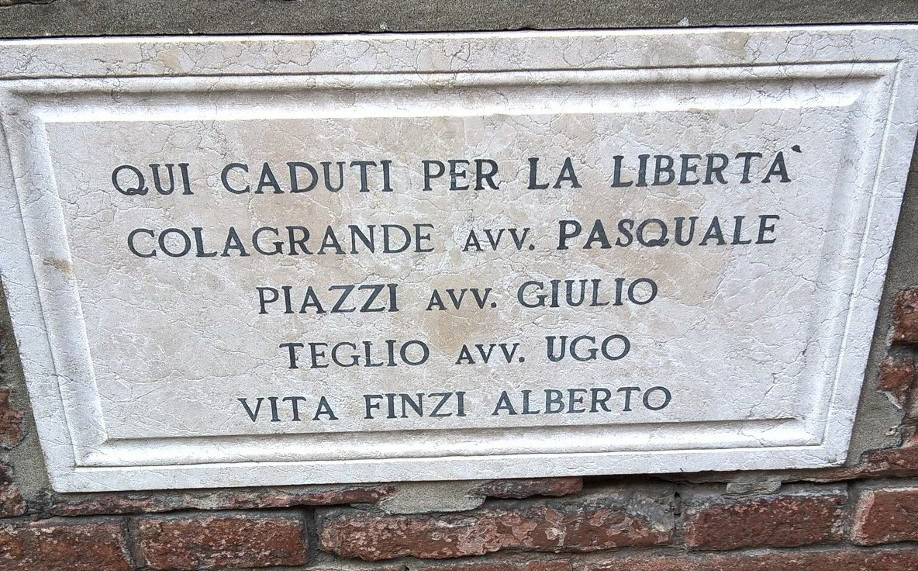 QUI CADUTI PER LA LIBERTÀ
COLAGRANDE AVV. PASQUALE
PIAZZI AVV. GIULIO
TEGLIO AVV. UGO
VITA FINZI ALBERTO